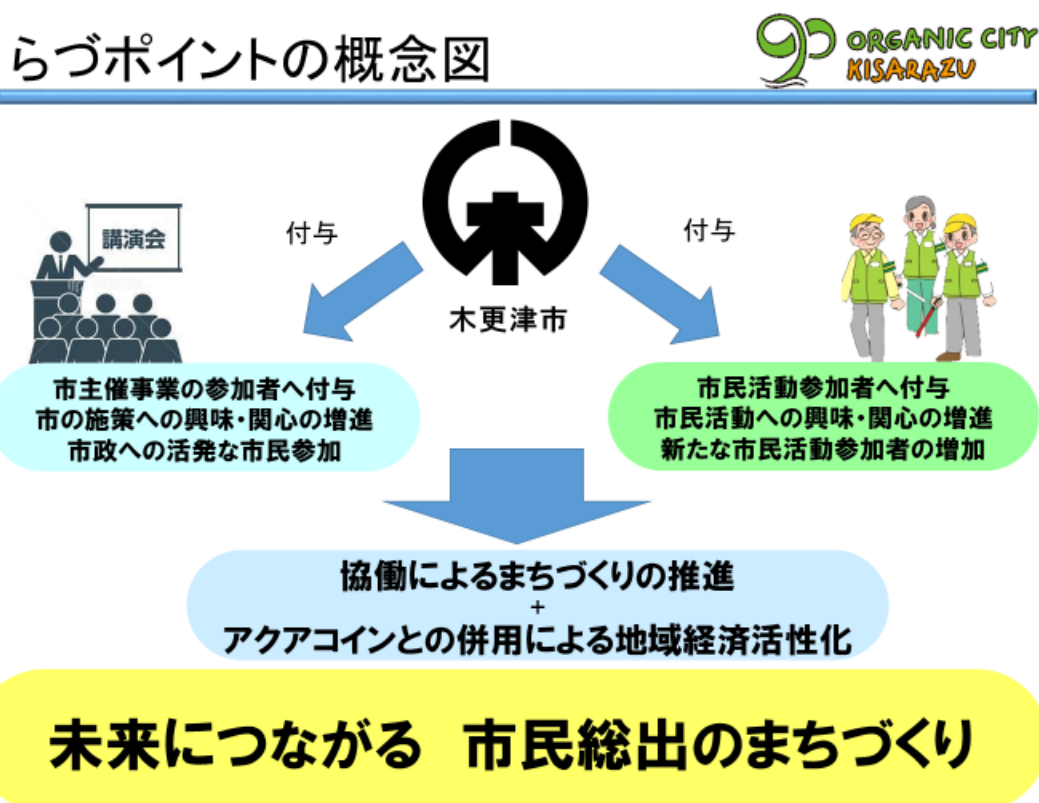 らづポイントの概念図
ORGANIC CITY
KISARAZU
講演会
付与
付与
木更津市
市主催事業の参加者へ付与
市の施策への興味・関心の増進
市政への活発な市民参加
市民活動参加者へ付与
市民活動への興味・関心の増進
新たな市民活動参加者の増加
協働によるまちづくりの推進
+
アクアコインとの併用による地域経済活性化
未来につながる 市民総出のまちづくり